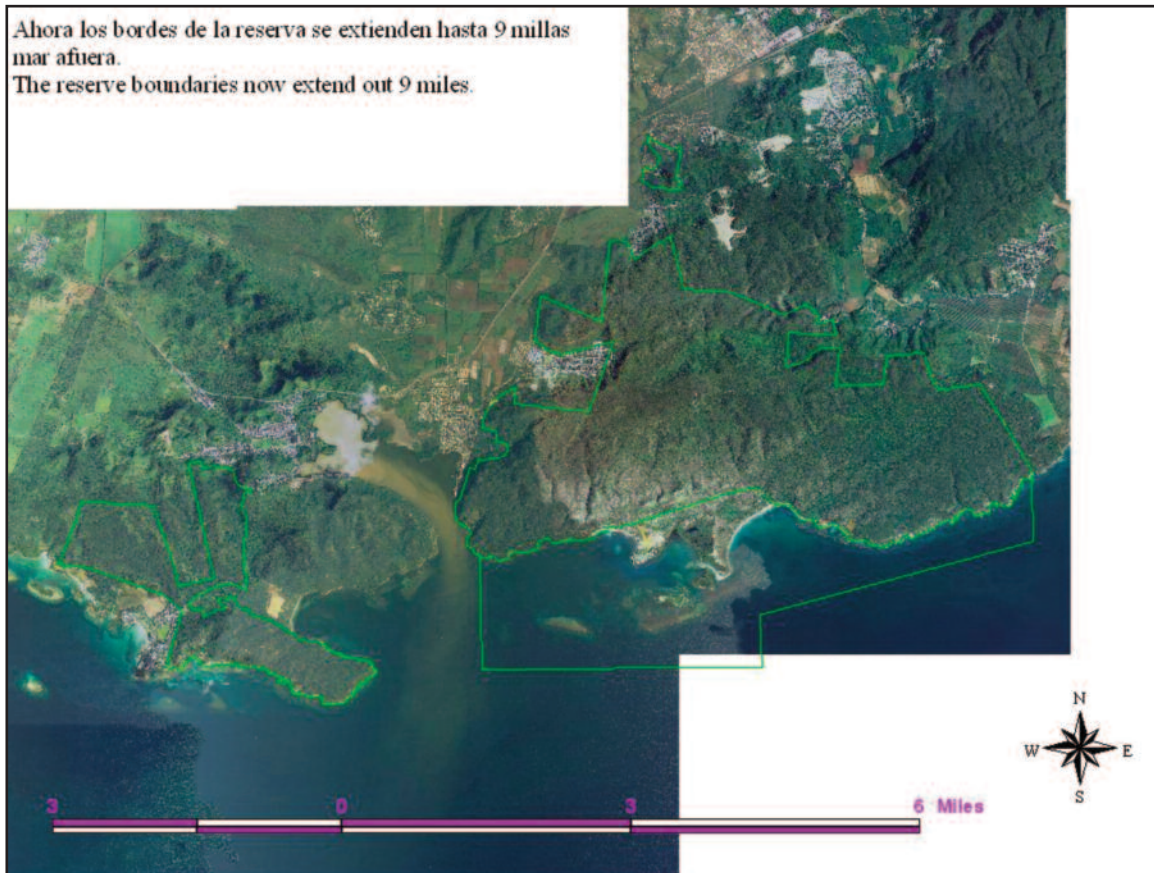 Ahora los bordes de la reserva se extienden hasta 9 millas
mar afuera.
The reserve boundaries now extend out 9 miles.
N
W E
S
3 0 3 6 Miles